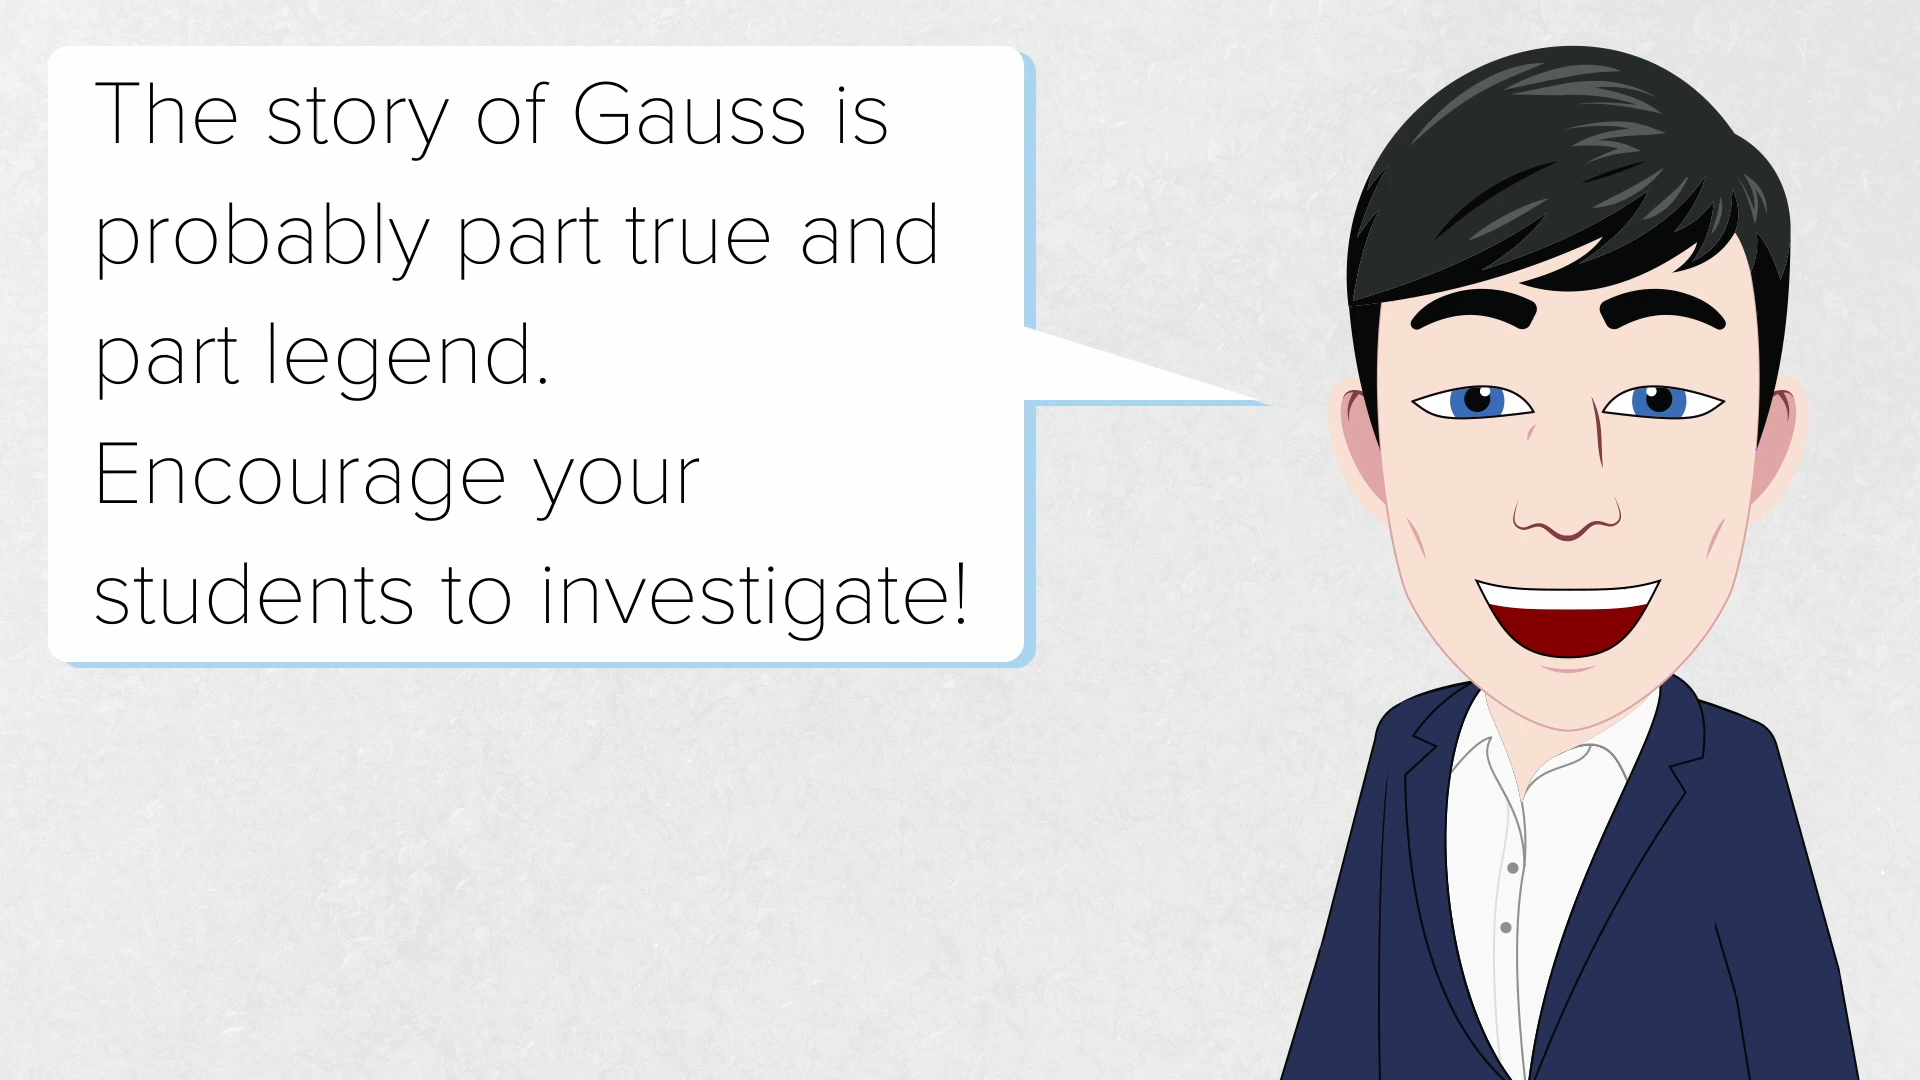 The story of Gauss is
probably part true and
part legend.
Encourage your
students to investigate!